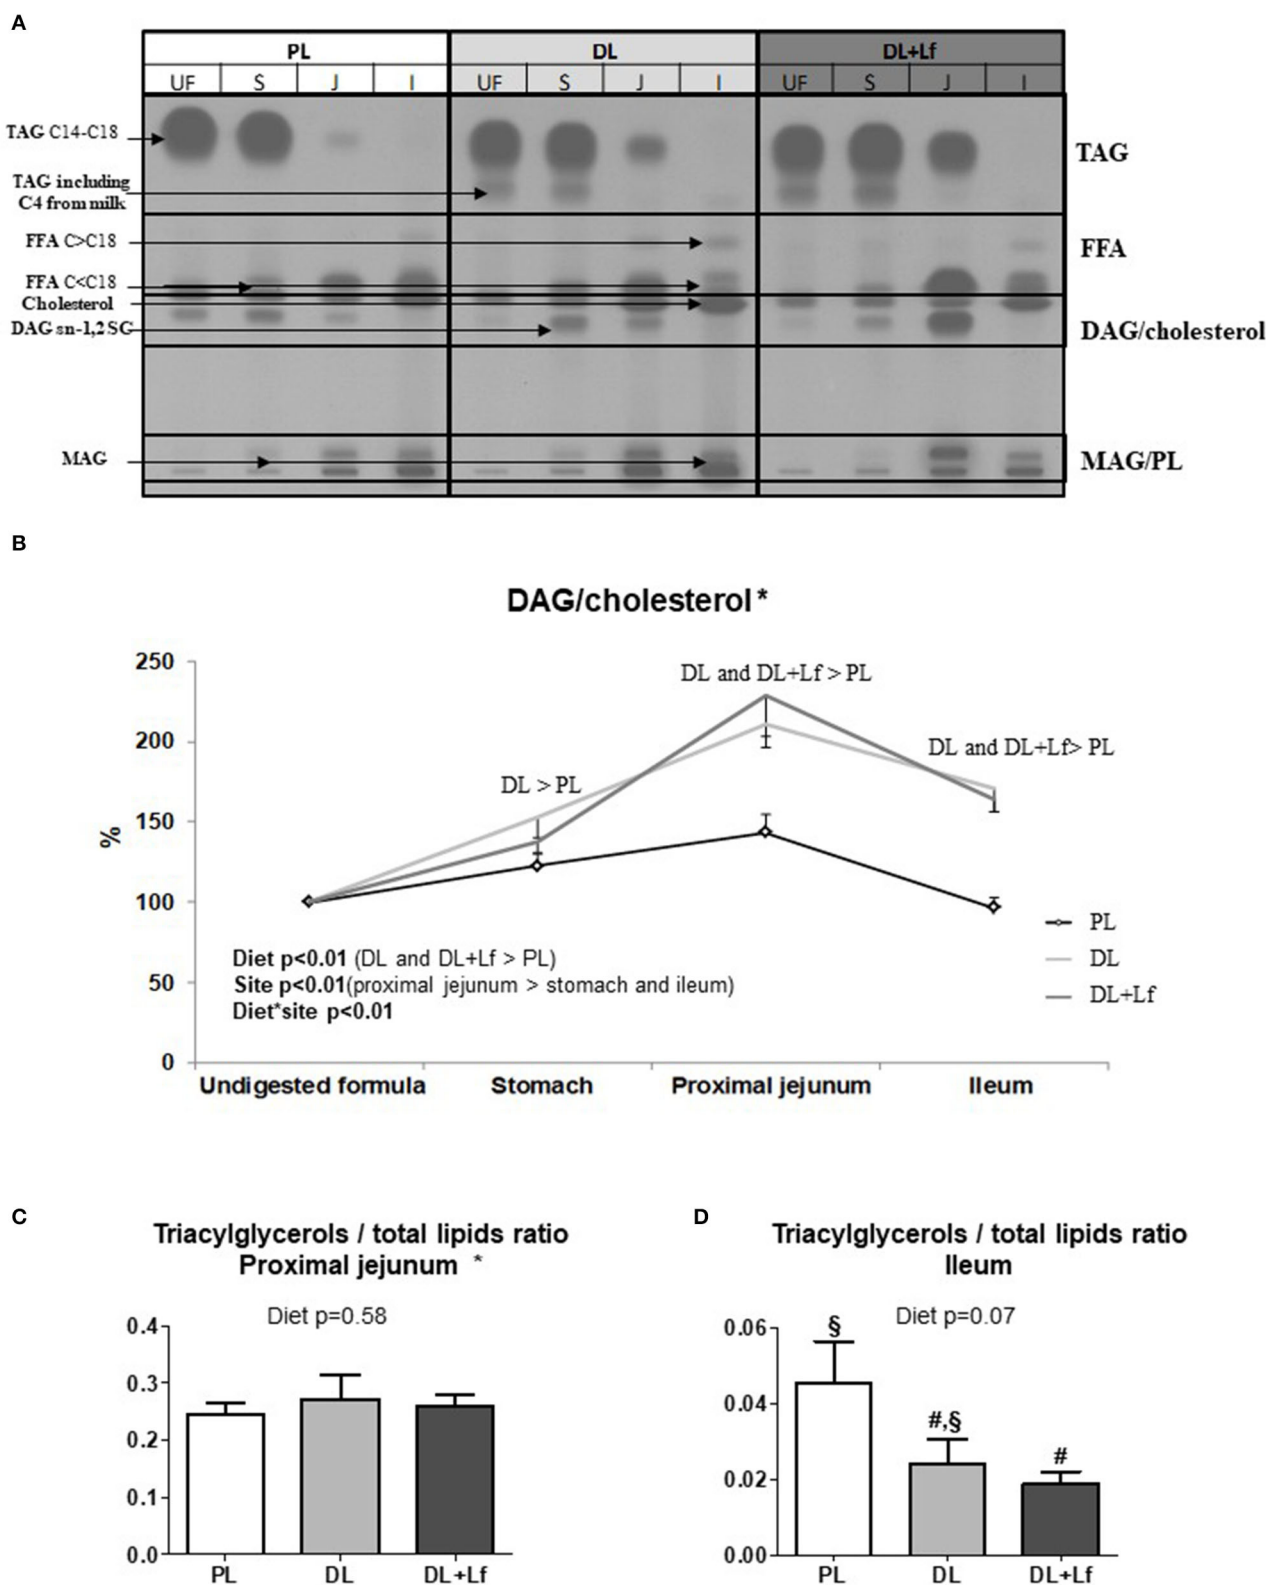 A
PL DL DL+Lf
UF S J I UF S J I UF S J I
TAG C14-C18
TAG including
C4 from milk
FFA C>C18
FFA C<C18
Cholesterol
DAG sn-1,2 SG
MAG
TAG
FFA
DAG/cholesterol
MAG/PL
B
DAG/cholesterol *
%
250
200
150
100
50
0
DL > PL
DL and DL+Lf > PL
DL and DL+Lf> PL
Diet p<0.01 (DL and DL+Lf > PL)
Site p<0.01(proximal jejunum > stomach and ileum)
Diet*site p<0.01
PL
DL
DL+Lf
Undigested formula Stomach Proximal jejunum Ileum
C
Triacylglycerols / total lipids ratio
Proximal jejunum *
Diet p=0.58
0.4
0.3
0.2
0.1
0.0
PL DL DL+Lf
D
Triacylglycerols / total lipids ratio
Ileum
Diet p=0.07
0.06
0.04
0.02
0.00
§
#,§
#
PL DL DL+Lf